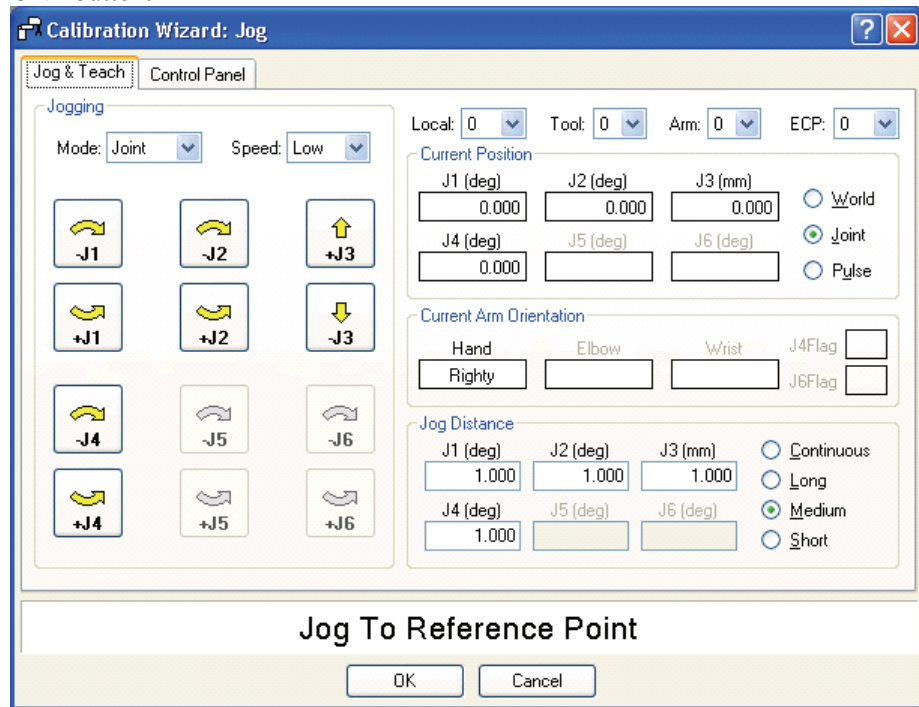 Calibration Wizard: Jog
Jog & Teach Control Panel
Jogging
Mode: Joint Speed: Low
-J1 -J2 +J3
+J1 +J2 -J3
-J4 -J5 -J6
+J4 +J5 +J6
Local: 0 Tool: 0 Arm: 0 ECP: 0
Current Position
J1 (deg) J2 (deg) J3 (mm)
0.000 0.000 0.000
J4 (deg) J5 (deg) J6 (deg)
0.000
World
Joint
Pulse
Current Arm Orientation
Hand Elbow Wrist J4Flag
Righty J6Flag
Jog Distance
J1 (deg) J2 (deg) J3 (mm)
1.000 1.000 1.000
J4 (deg) J5 (deg) J6 (deg)
1.000
Continuous
Long
Medium
Short
Jog To Reference Point
OK Cancel